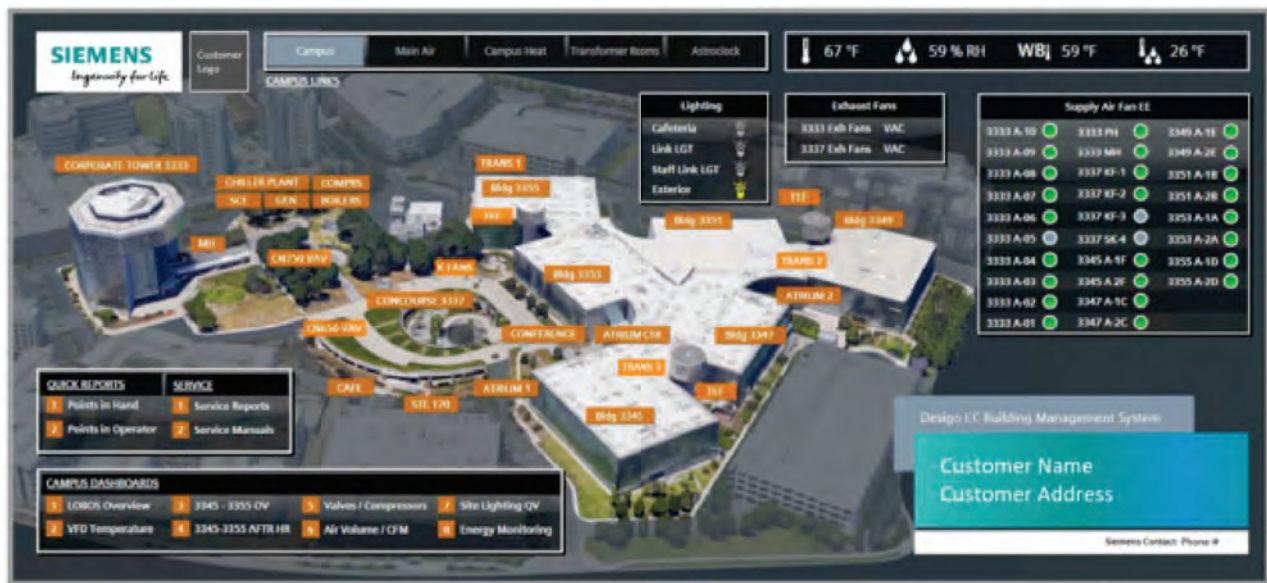 SIEMENS
Ingenuity for life
Customer
Logo
Campus
Main Air
Campus Heat
Transformer Rooms
Astroclock
67 °F
59 % RH
WB 59 °F
26 °F
CAMPUS LINKS
Lighting
Cafeteria
Link LGT
Staff Link LGT
Exterior
Exhaust Fans
3333 Exh Fans VAC
3337 Exh Fans VAC
Supply Air Fan EE
3333 A-10 3333 PH 3349 A-1E
3333 A-09 3333 MH 3349 A-2E
3333 A-08 3337 KF-1 3351 A-1B
3333 A-07 3337 KF-2 3351 A-2B
3333 A-06 3337 KF-3 3353 A-1A
3333 A-05 3337 SK-4 3353 A-2A
3333 A-04 3345 A-1F 3355 A-1D
3333 A-03 3345 A 2F 3355 A-2D
3333 A-02 3347 A-1C
3333 A-01 3347 A-2C
CORPORATE TOWER 3333
CHILLER PLANT
COMPRS
SCE
GEN
BOILERS
MH
CN750 VAV
TRANS 1
Bldg 3355
K FANS
Bldg 3353
Bldg 3351
Bldg 3349
TRANS 2
ATRIUM 2
CONCOURSE 3337
CN650 VAV
CONFERENCE
ATRIUM CTR
Bldg 3347
TRANS 3
CAFE
STE. 120
ATRIUM 1
Bldg 3345
QUICK REPORTS
1 Points in Hand
2 Points in Operator
SERVICE
1 Service Reports
2 Service Manuals
CAMPUS DASHBOARDS
1 LOBOS Overview
2 VFD Temperature
3 3345 - 3355 OV
4 3345-3355 AFTR HR
5 Valves / Compressors
6 Air Volume / CFM
7 Site Lighting QV
8 Energy Monitoring
Design CC Building Management System
Customer Name
Customer Address
Siemens Contact: Phone #